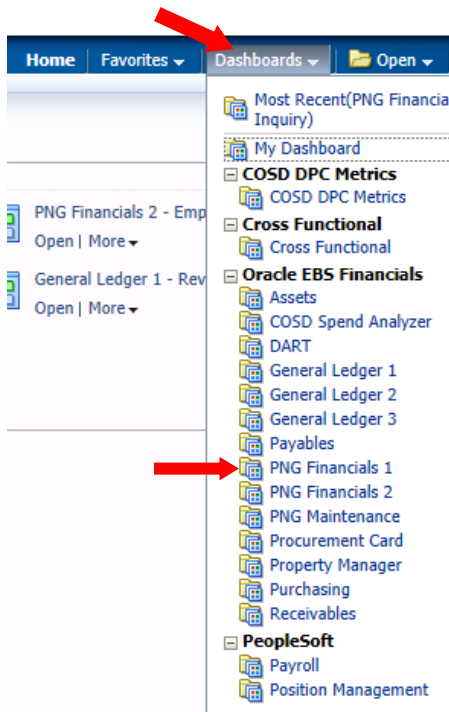 Home Favorites Dashboards Open
Most Recent(PNG Financia
Inquiry)
My Dashboard
COSD DPC Metrics
COSD DPC Metrics
PNG Financials 2 - Emp
Open | More
Cross Functional
Cross Functional
General Ledger 1 - Rev
Open | More
Oracle EBS Financials
Assets
COSD Spend Analyzer
DART
General Ledger 1
General Ledger 2
General Ledger 3
Payables
PNG Financials 1
PNG Financials 2
PNG Maintenance
Procurement Card
Property Manager
Purchasing
Receivables
PeopleSoft
Payroll
Position Management